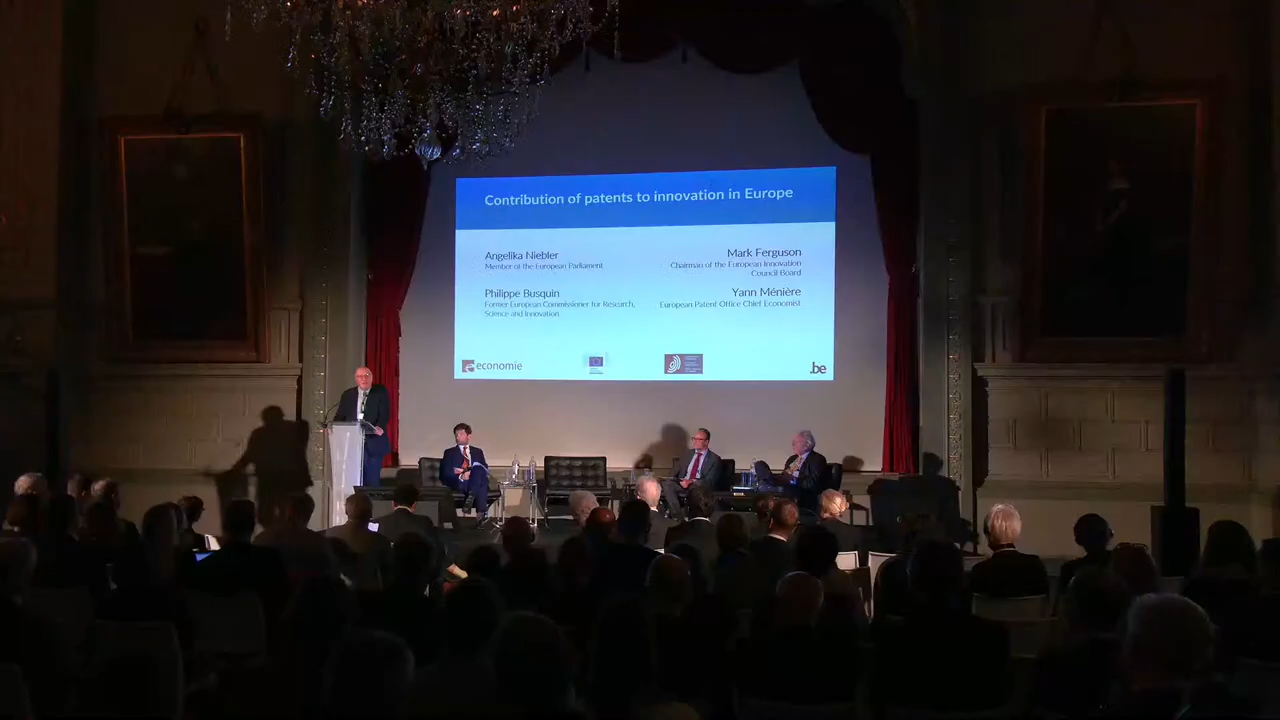 Contribution of patents to innovation in Europe
Angelika Niebler
Member of the European Parliament
Mark Ferguson
Chairman of the European Innovation
Council Board
Philippe Busquin
Former European Commissioner for Research,
Science and Innovation
Yann Ménière
European Patent Office Chief Economist
economie
.be